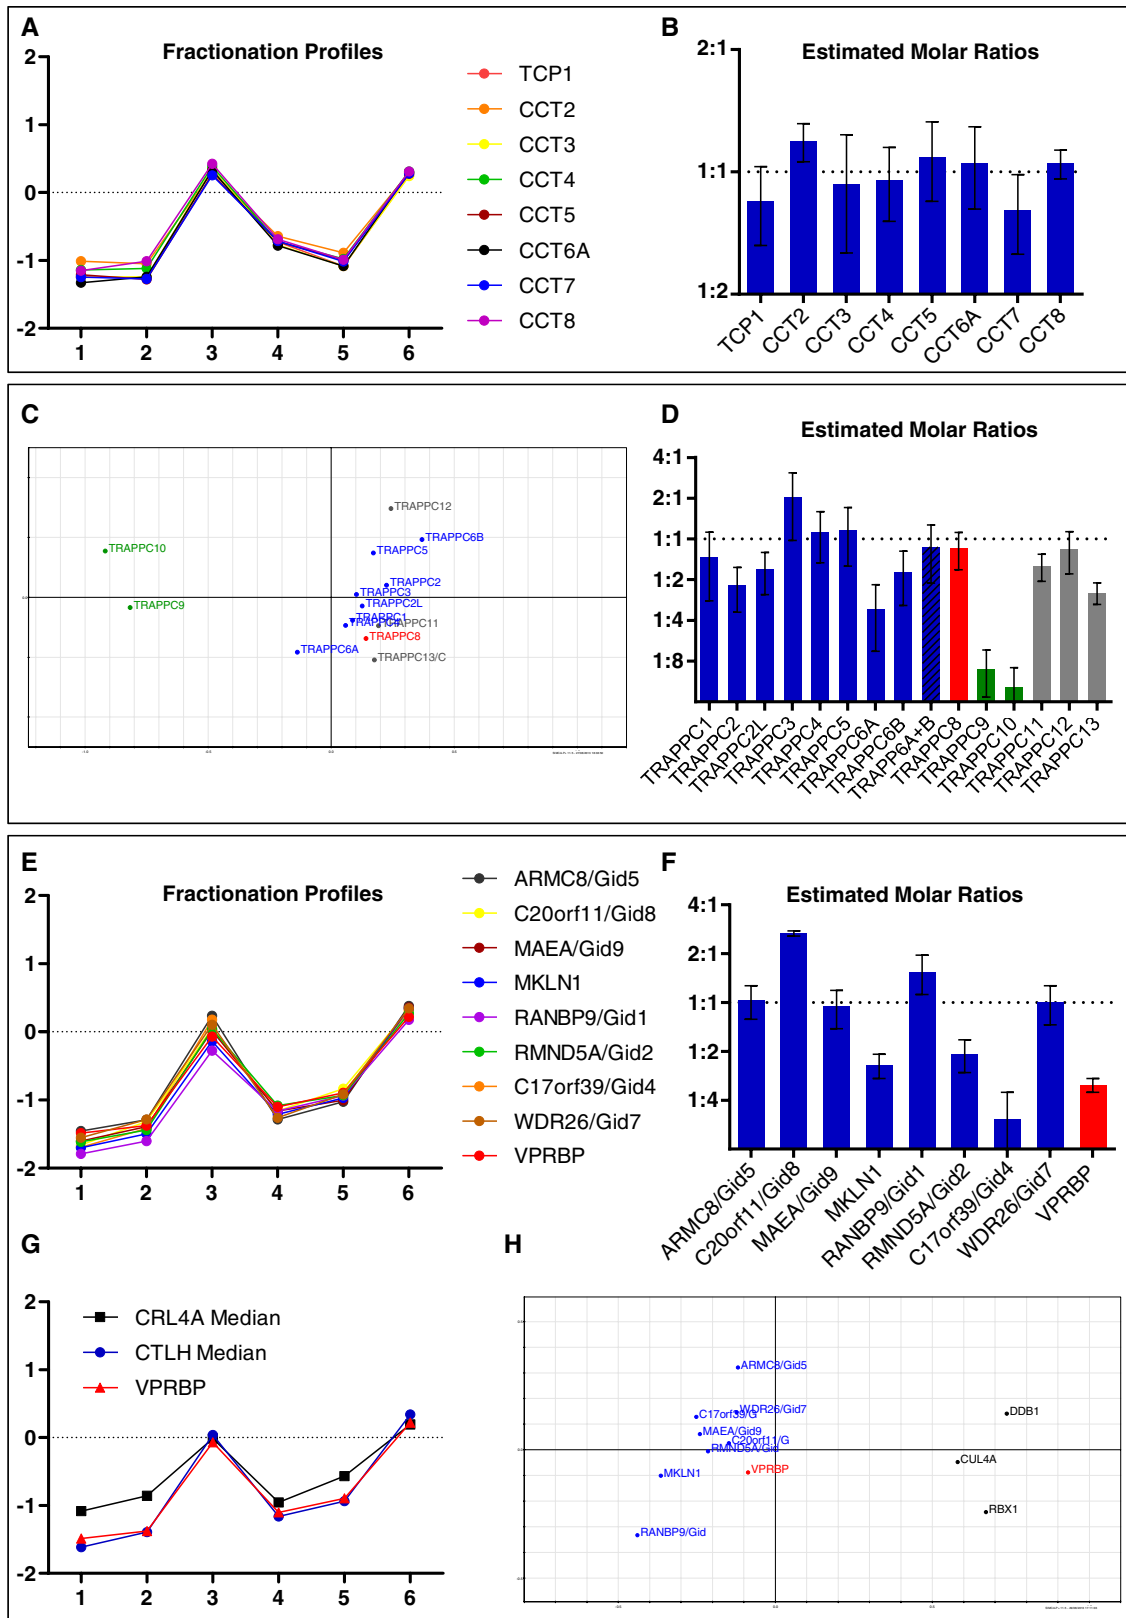 A
Fractionation Profiles
2
1
0
-1
-2
1 2 3 4 5 6
TCP1
CCT2
CCT3
CCT4
CCT5
CCT6A
CCT7
CCT8
B
Estimated Molar Ratios
2:1
1:1
1:2
TCP1 CCT2 CCT3 CCT4 CCT5 CCT6A CCT7 CCT8
C
TRAPPC12
TRAPPC6B
TRAPPC10
TRAPPC5
TRAPPC2
TRAPPC3
TRAPPC2L
TRAPPC9
TRAPPC1
TRAPPC4
TRAPPC11
TRAPPC8
TRAPPC6A
TRAPPC13/C
D
Estimated Molar Ratios
4:1
2:1
1:1
1:2
1:4
1:8
TRAPPC1 TRAPPC2 TRAPPC2L TRAPPC3 TRAPPC4 TRAPPC5 TRAPPC6A TRAPPC6B TRAPP6A+B TRAPPC8 TRAPPC9 TRAPPC10 TRAPPC11 TRAPPC12 TRAPPC13
E
Fractionation Profiles
2
1
0
-1
-2
1 2 3 4 5 6
ARMC8/Gid5
C20orf11/Gid8
MAEA/Gid9
MKLN1
RANBP9/Gid1
RMND5A/Gid2
C17orf39/Gid4
WDR26/Gid7
VPRBP
F
Estimated Molar Ratios
4:1
2:1
1:1
1:2
1:4
ARMC8/Gid5 C20orf11/Gid8 MAEA/Gid9 MKLN1 RANBP9/Gid1 RMND5A/Gid2 C17orf39/Gid4 WDR26/Gid7 VPRBP
G
2
1
0
-1
-2
1 2 3 4 5 6
CRL4A Median
CTLH Median
VPRBP
H
ARMC8/Gid5
WDR26/Gid7
C17orf39/G
DDB1
MAEA/Gid9
C20orf11/G
RMND5A/Gid
CUL4A
VPRBP
MKLN1
RBX1
RANBP9/Gid